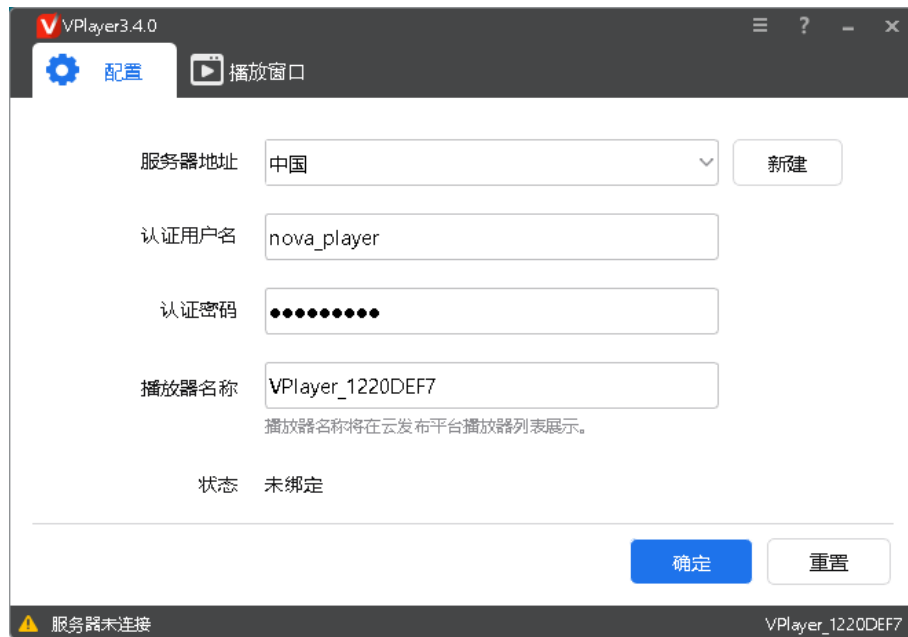 VPlayer3.4.0
配置
播放窗口
服务器地址
中国
新建
认证用户名
nova_player
认证密码
●●●●●●●●●
播放器名称
VPlayer_1220DEF7
播放器名称将在云发布平台播放器列表展示。
状态
未绑定
确定
重置
服务器未连接
VPlayer_1220DEF7